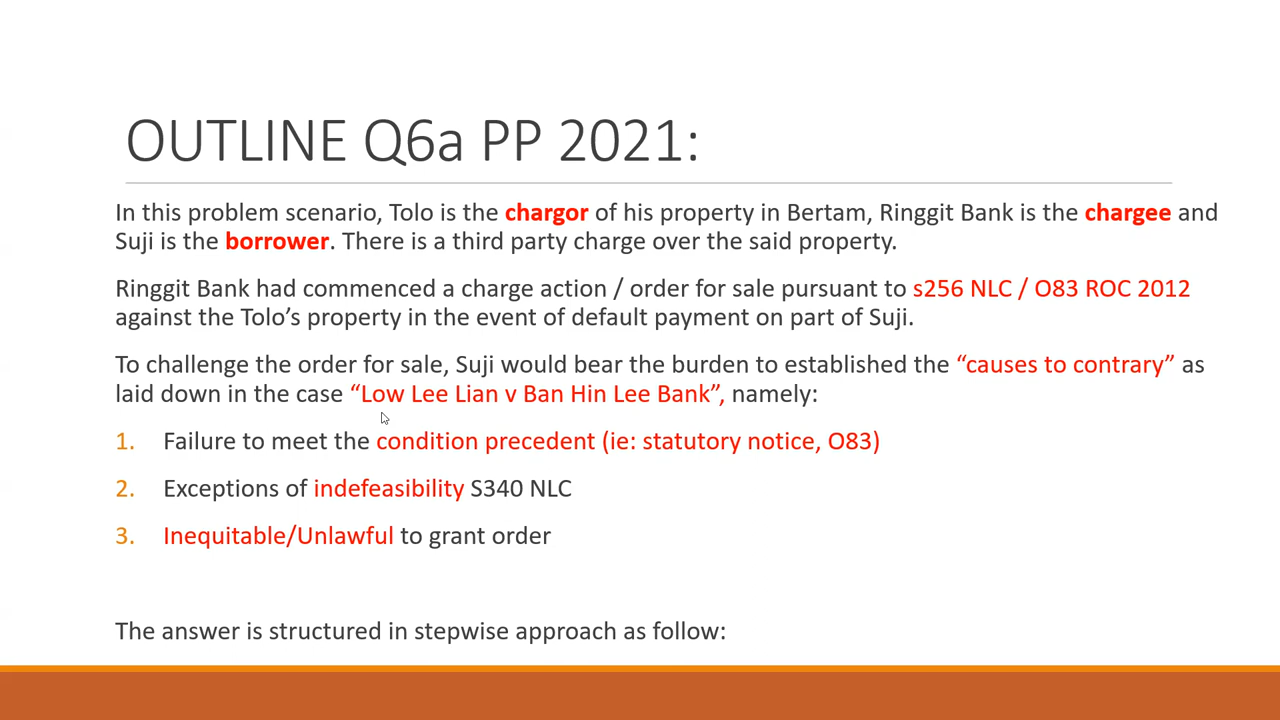 OUTLINE Q6a PP 2021:
In this problem scenario, Tolo is the chargor of his property in Bertam, Ringgit Bank is the chargee and
Suji is the borrower. There is a third party charge over the said property.
Ringgit Bank had commenced a charge action / order for sale pursuant to s256 NLC / O83 ROC 2012
against the Tolo’s property in the event of default payment on part of Suji.
To challenge the order for sale, Suji would bear the burden to established the “causes to contrary” as
laid down in the case “Low Lee Lian v Ban Hin Lee Bank”, namely:
1. Failure to meet the condition precedent (ie: statutory notice, O83)
2. Exceptions of indefeasibility S340 NLC
3. Inequitable/Unlawful to grant order
The answer is structured in stepwise approach as follow: